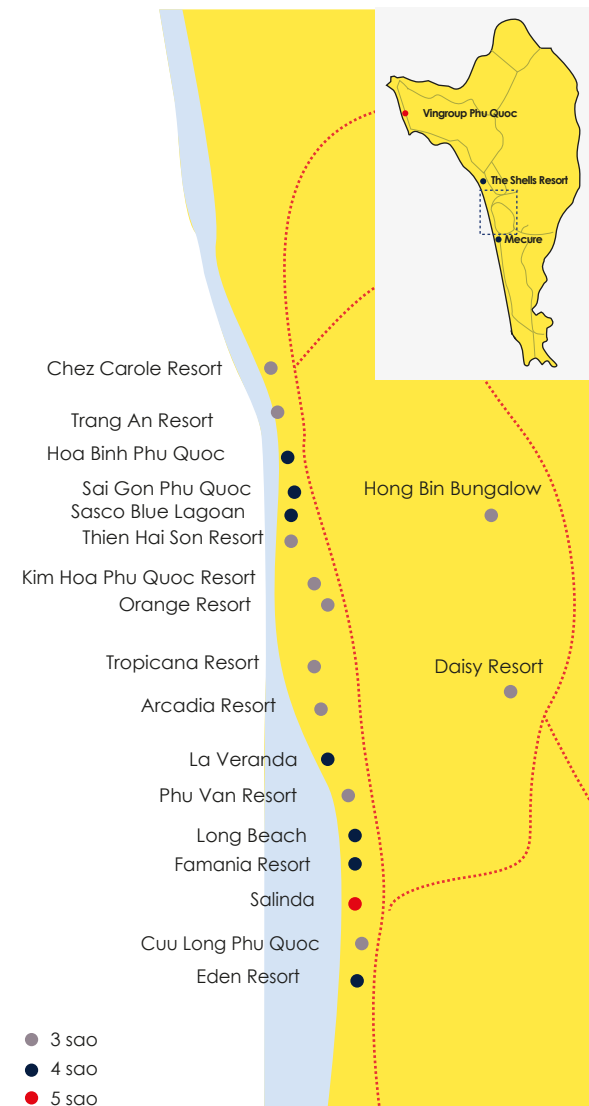 Vingroup Phu Quoc
The Shells Resort
Mecure
Chez Carole Resort
Trang An Resort
Hoa Binh Phu Quoc
Sai Gon Phu Quoc
Hong Bin Bungalow
Sasco Blue Lagoan
Thien Hai Son Resort
Kim Hoa Phu Quoc Resort
Orange Resort
Tropicana Resort
Daisy Resort
Arcadia Resort
La Veranda
Phu Van Resort
Long Beach
Famania Resort
Salinda
Cuu Long Phu Quoc
Eden Resort
3 sao
4 sao
5 sao